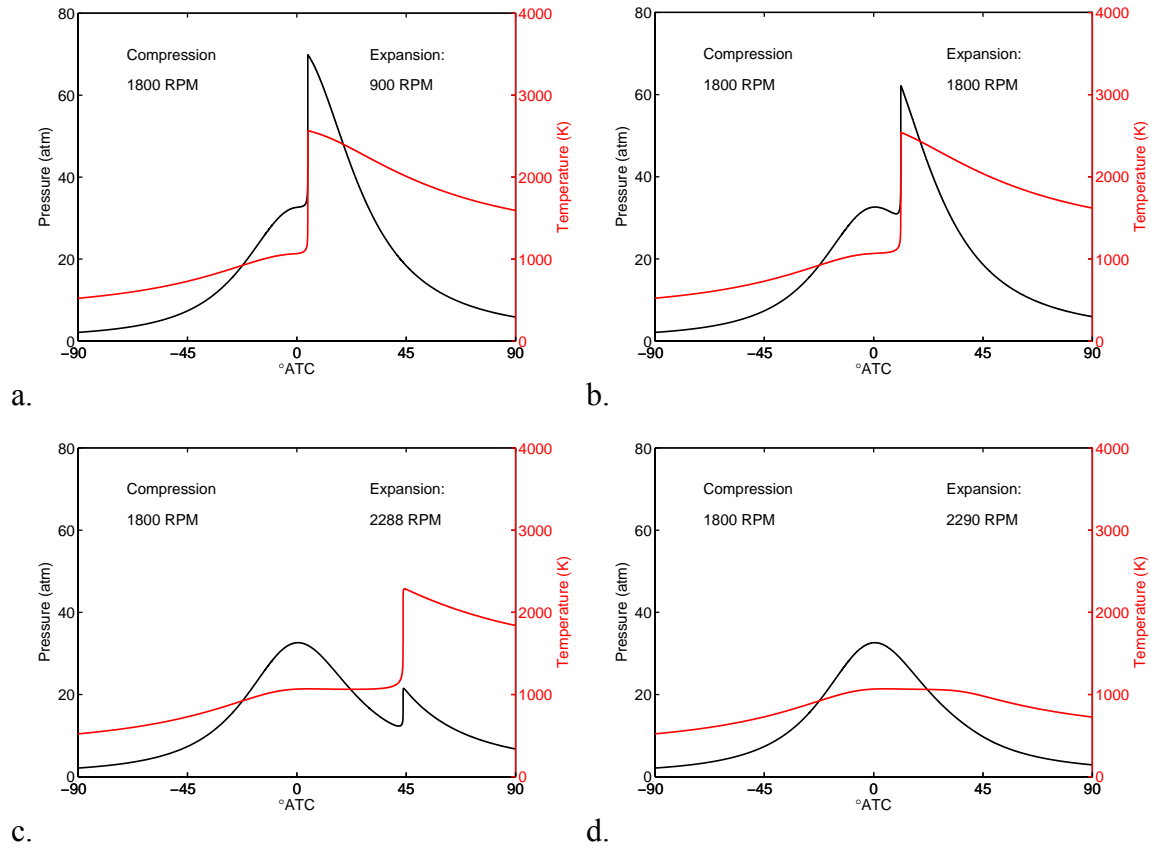 80
60
40
20
0
Pressure (atm)
Compression
1800 RPM
Expansion:
900 RPM
4000
3000
2000
1000
0
Temperature (K)
−90
−45
0
45
90
°ATC
a.
80
60
40
20
0
Pressure (atm)
Compression
1800 RPM
Expansion:
1800 RPM
4000
3000
2000
1000
0
Temperature (K)
−90
−45
0
45
90
°ATC
b.
80
60
40
20
0
Pressure (atm)
Compression
1800 RPM
Expansion:
2288 RPM
4000
3000
2000
1000
0
Temperature (K)
−90
−45
0
45
90
°ATC
c.
80
60
40
20
0
Pressure (atm)
Compression
1800 RPM
Expansion:
2290 RPM
4000
3000
2000
1000
0
Temperature (K)
−90
−45
0
45
90
°ATC
d.